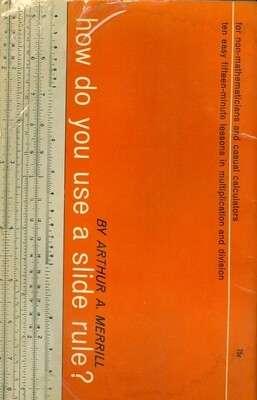 for non-mathematicians and casual calculators
ten easy fifteen-minute lessons in multiplication and division
75¢
how do you use a slide rule?
BY ARTHUR A. MERRILL